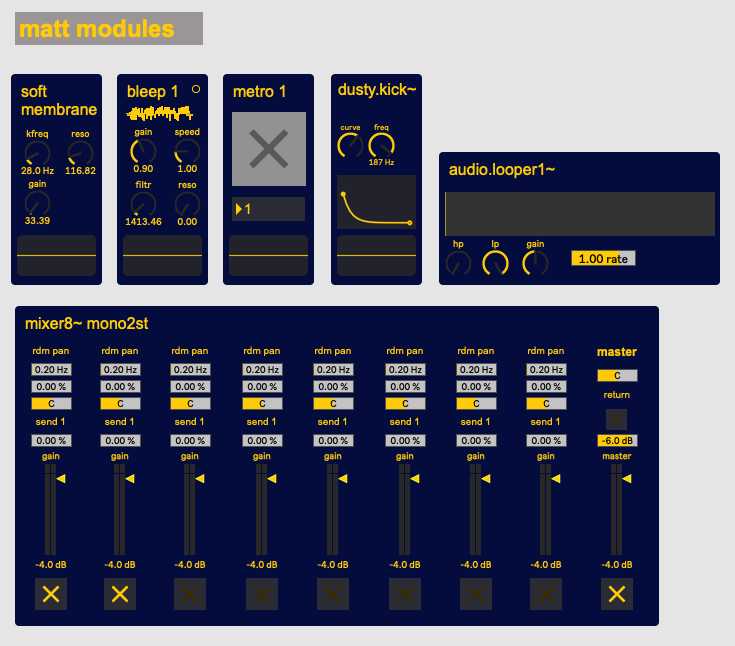 matt modules
soft
membrane
kfreq reso
28.0 Hz 116.82
gain
33.39
bleep 1
gain speed
0.90 1.00
filtr reso
1413.46 0.00
metro 1
1
dusty.kick~
curve freq
187 Hz
audio.looper1~
hp lp gain
1.00 rate
mixer8~ mono2st
rdm pan rdm pan rdm pan rdm pan rdm pan rdm pan rdm pan rdm pan master
0.20 Hz 0.20 Hz 0.20 Hz 0.20 Hz 0.20 Hz 0.20 Hz 0.20 Hz 0.20 Hz C
0.00 % 0.00 % 0.00 % 0.00 % 0.00 % 0.00 % 0.00 % 0.00 % return
C C C C C C C C
send 1 send 1 send 1 send 1 send 1 send 1 send 1 send 1
0.00 % 0.00 % 0.00 % 0.00 % 0.00 % 0.00 % 0.00 % 0.00 % -6.0 dB
gain gain gain gain gain gain gain gain master
-4.0 dB -4.0 dB -4.0 dB -4.0 dB -4.0 dB -4.0 dB -4.0 dB -4.0 dB -4.0 dB